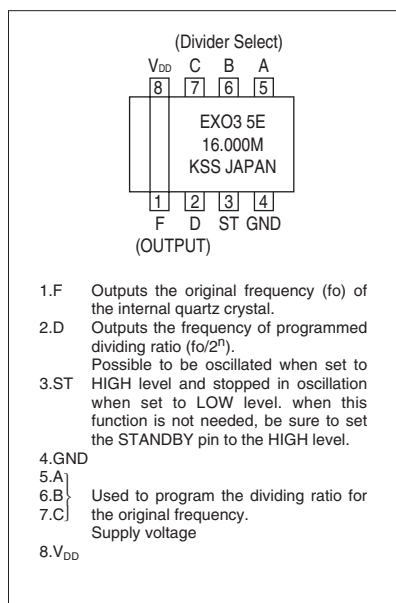 (Divider Select)
VDD C B A
8 7 6 5
EXO3 5E
16.000M
KSS JAPAN
1 2 3 4
F D ST GND
(OUTPUT)
1.F Outputs the original frequency (fo) of
the internal quartz crystal.
2.D Outputs the frequency of programmed
dividing ratio (fo/2ⁿ).
Possible to be oscillated when set to
3.ST HIGH level and stopped in oscillation
when set to LOW level. when this
function is not needed, be sure to set
the STANDBY pin to the HIGH level.
4.GND
5.A
6.B Used to program the dividing ratio for
7.C the original frequency.
Supply voltage
8.VDD